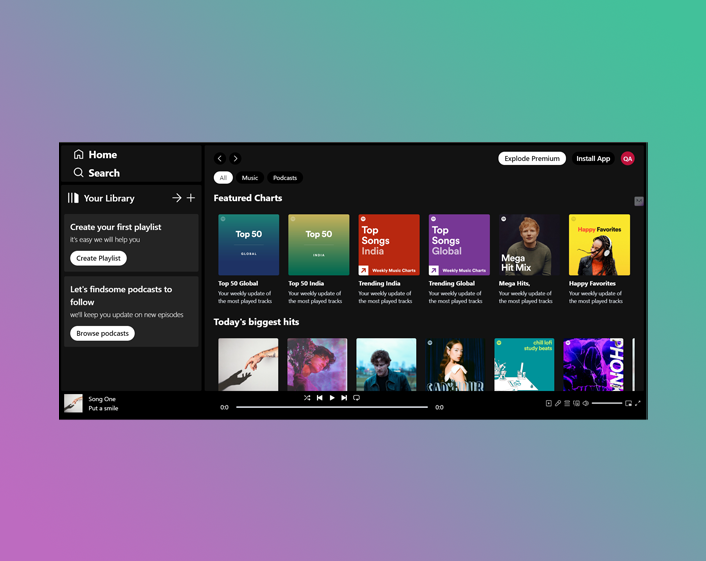 Home
Search
Your Library
Create your first playlist
it's easy we will help you
Create Playlist
Let's findsome podcasts to
follow
we'll keep you update on new episodes
Browse podcasts
Explode Premium
Install App
QA
All
Music
Podcasts
Featured Charts
Top 50
GLOBAL
Top 50 Global
Your weekly update of
the most played tracks
Top 50
INDIA
Top 50 India
Your weekly update of
the most played tracks
Top
Songs
India
Weekly Music Charts
Trending India
Your weekly update of
the most played tracks
Top
Songs
Global
Weekly Music Charts
Trending Global
Your weekly update of
the most played tracks
Mega
Hit Mix
Mega Hits,
Your weekly update of
the most played tracks
Happy Favorites
Happy Favorites
Your weekly update of
the most played tracks
Today's biggest hits
chill lofi
study beats
Song One
Put a smile
0:0
0:0